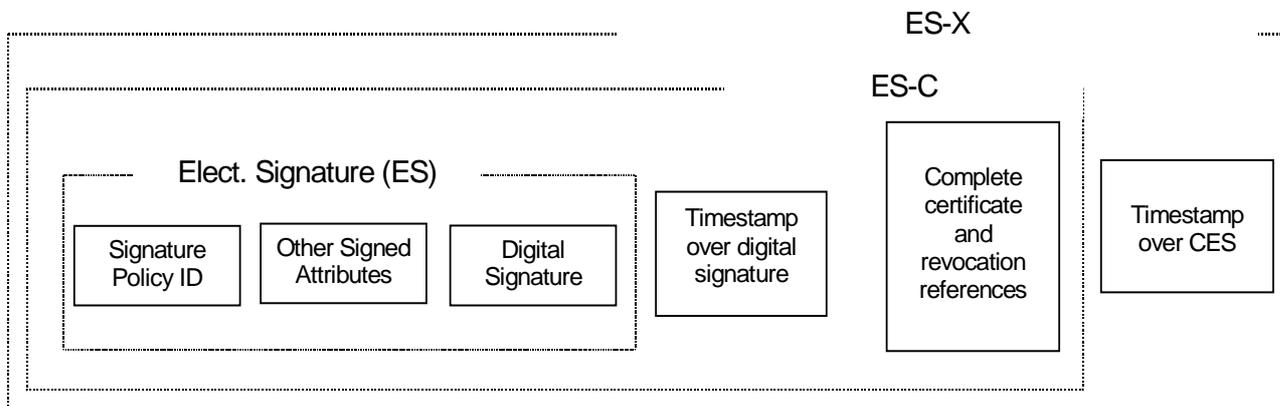 ES-X
ES-C
Elect. Signature (ES)
Signature
Policy ID
Other Signed
Attributes
Digital
Signature
Timestamp
over digital
signature
Complete
certificate
and
revocation
references
Timestamp
over CES